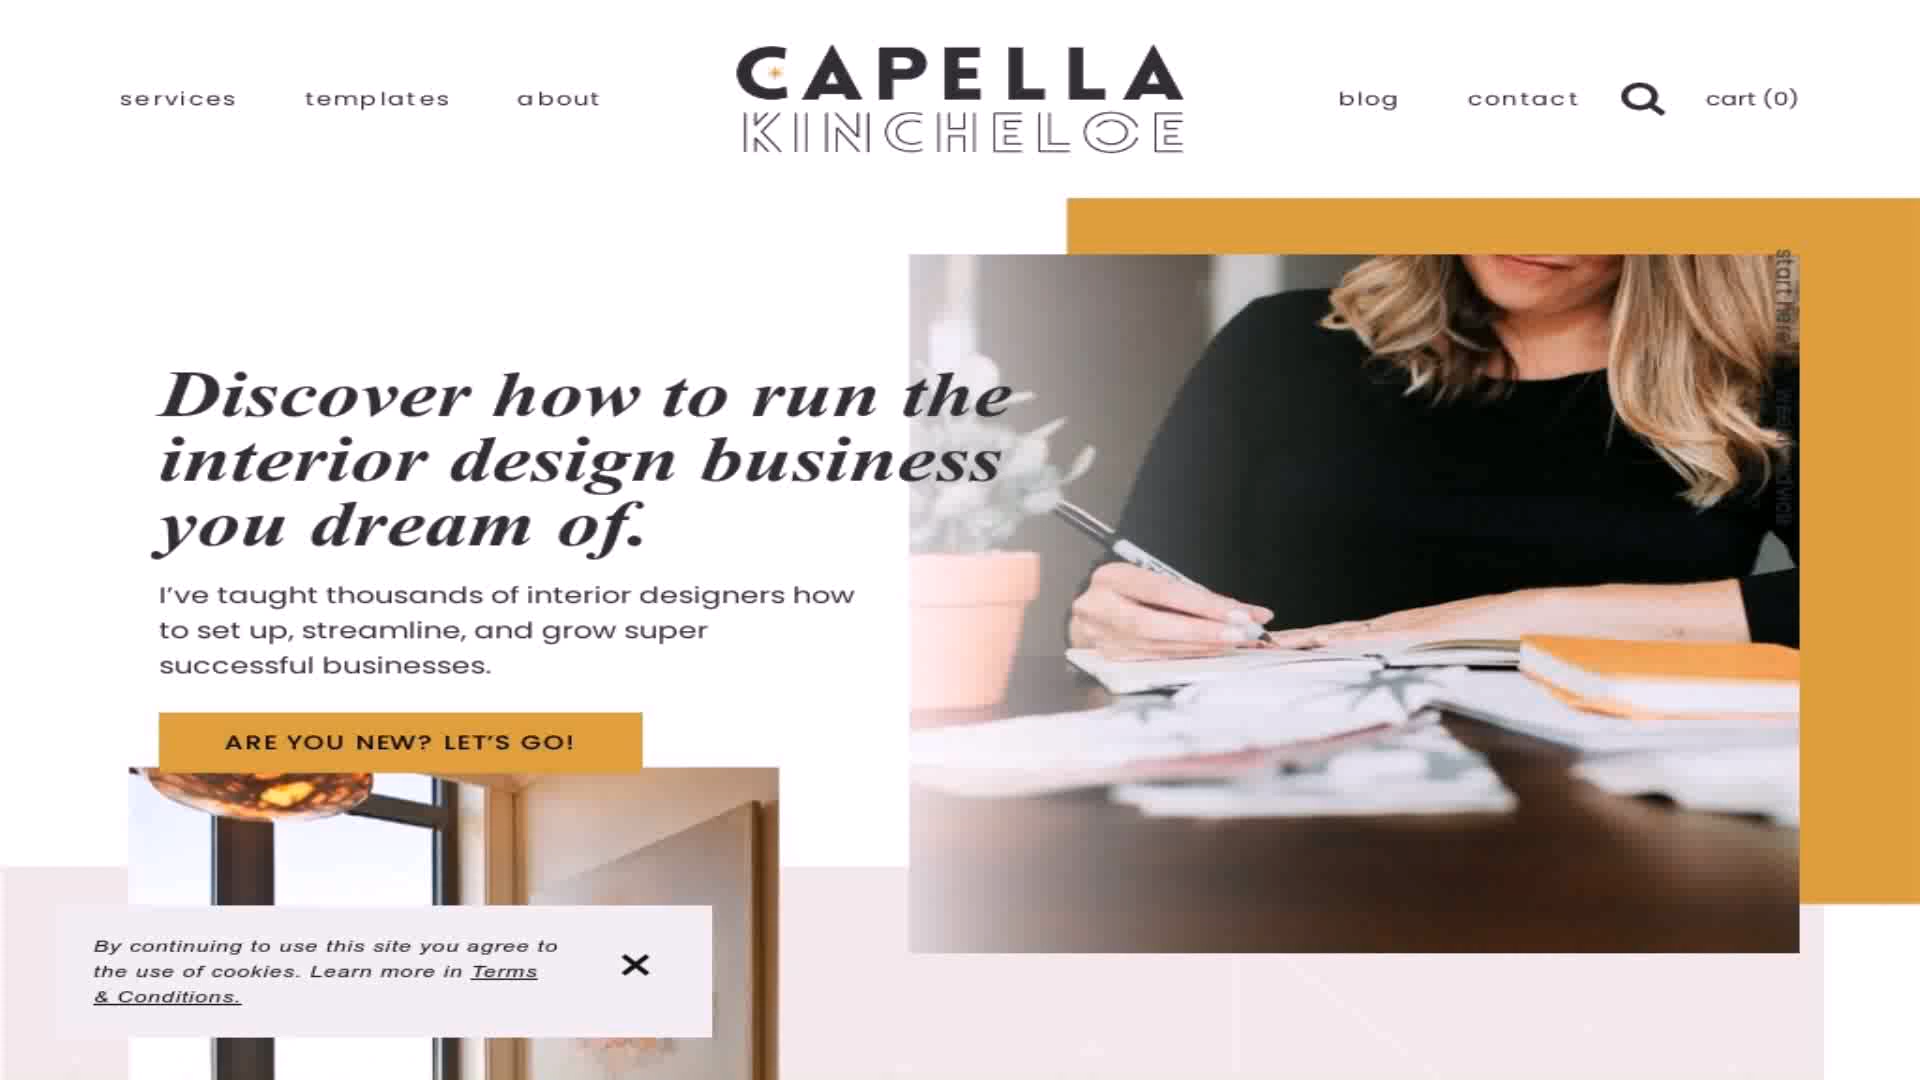 services
templates
about
CAPELLA
KINCHELOE
blog
contact
cart (0)
start here
Discover how to run the
interior design business
you dream of.
I've taught thousands of interior designers how
to set up, streamline, and grow super
successful businesses.
ARE YOU NEW? LET'S GO!
By continuing to use this site you agree to
the use of cookies. Learn more in Terms
& Conditions.